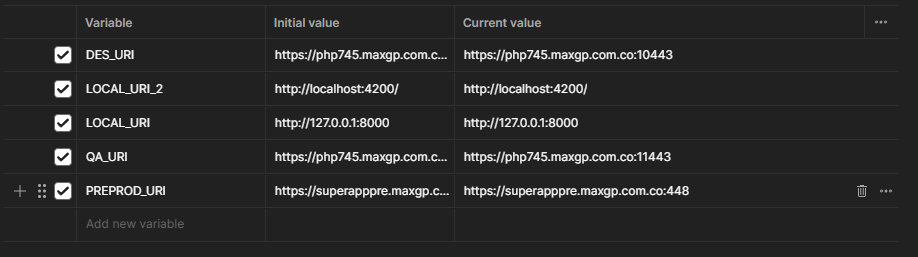 Variable Initial value Current value
DES_URI https://php745.maxgp.com.c... https://php745.maxgp.com.co:10443
LOCAL_URI_2 http://localhost:4200/ http://localhost:4200/
LOCAL_URI http://127.0.0.1:8000 http://127.0.0.1:8000
QA_URI https://php745.maxgp.com.c... https://php745.maxgp.com.co:11443
PREPROD_URI https://superapppre.maxgp.c... https://superapppre.maxgp.com.co:448
Add new variable